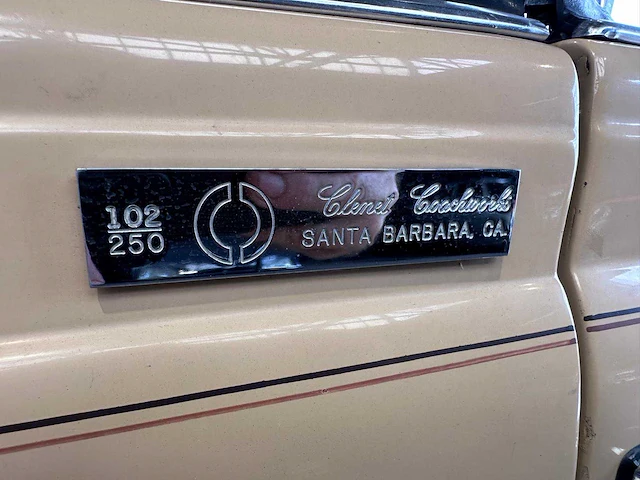 102
250
Clenet Coachworks
SANTA BARBARA, CA.